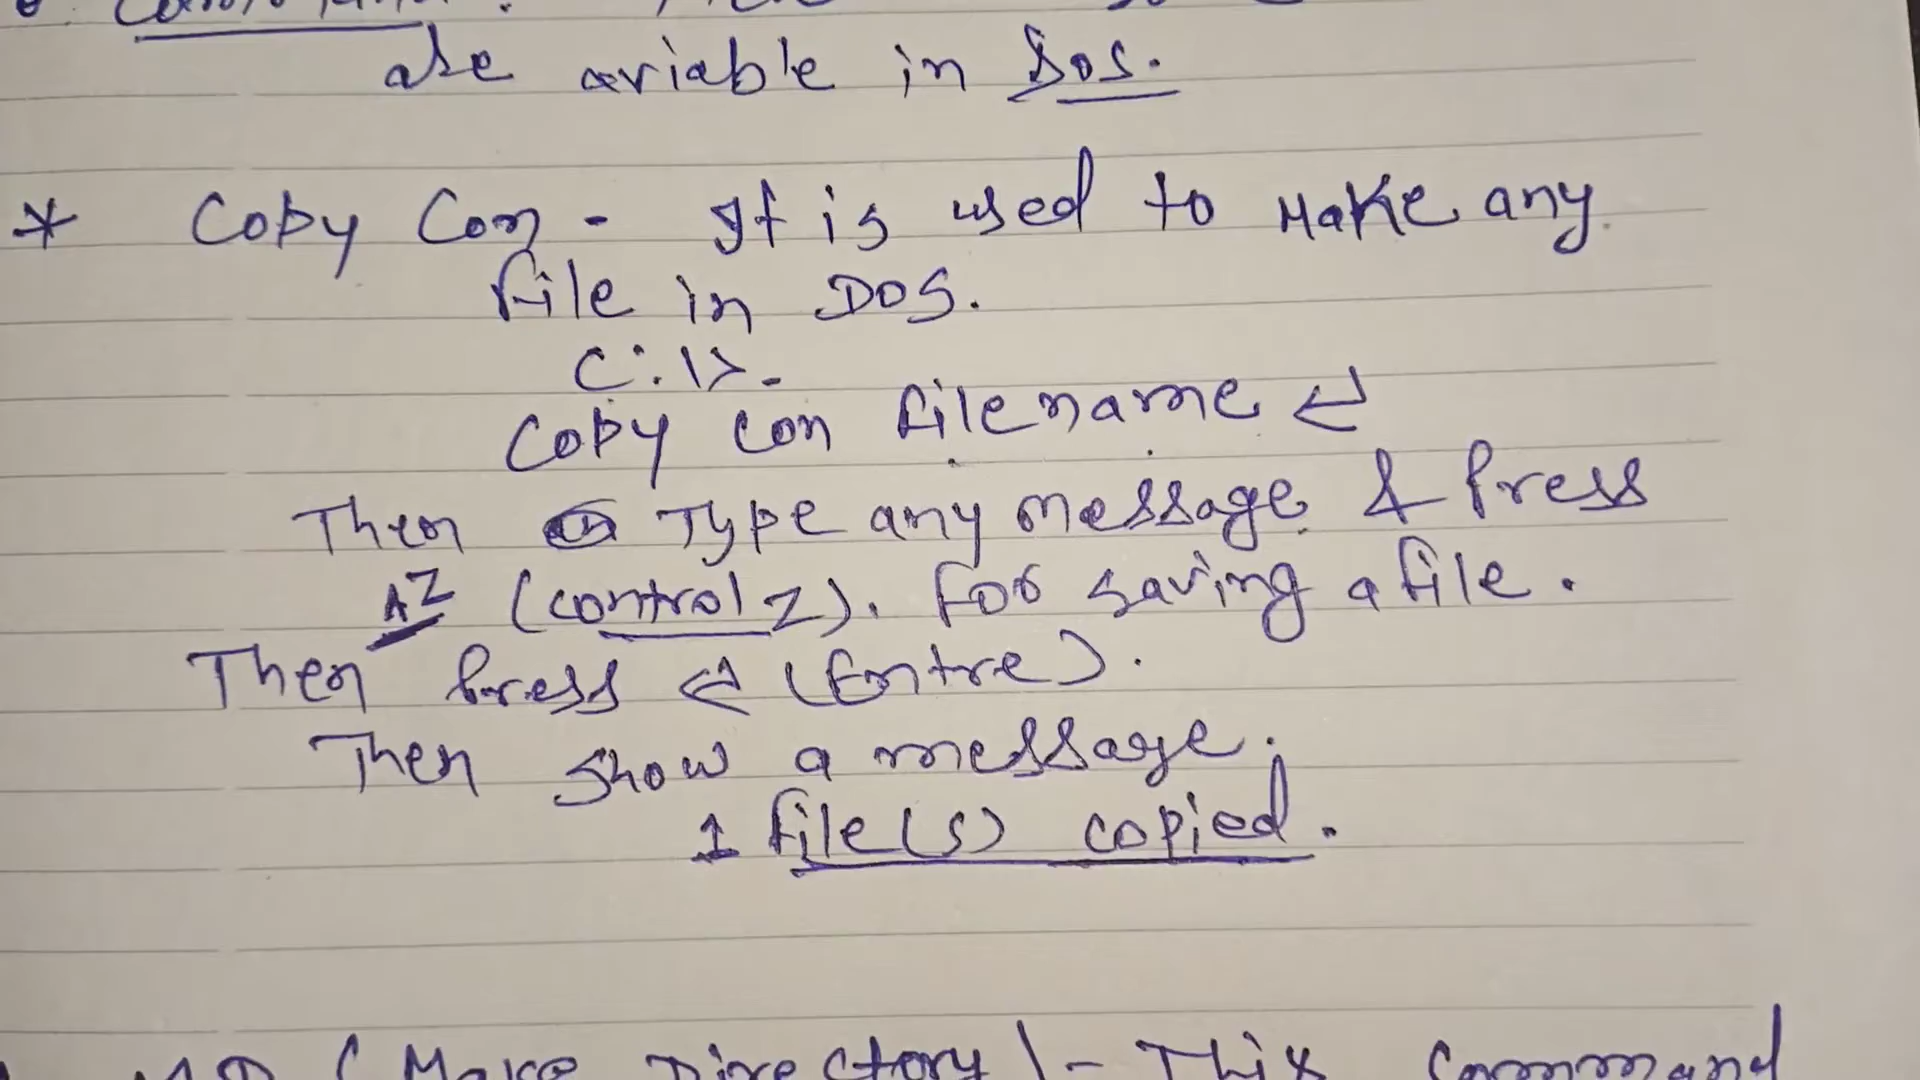 are avriable in Dos.
* Copy Con - It is used to Make any
file in DOS.
C:\>-
Copy con filename ↵
Then Type any message & Press
^Z (control z). For saving a file.
Then Press ↵ (Entre).
Then show a message.
1 file(s) copied.
MD (Make Directory) - This Command